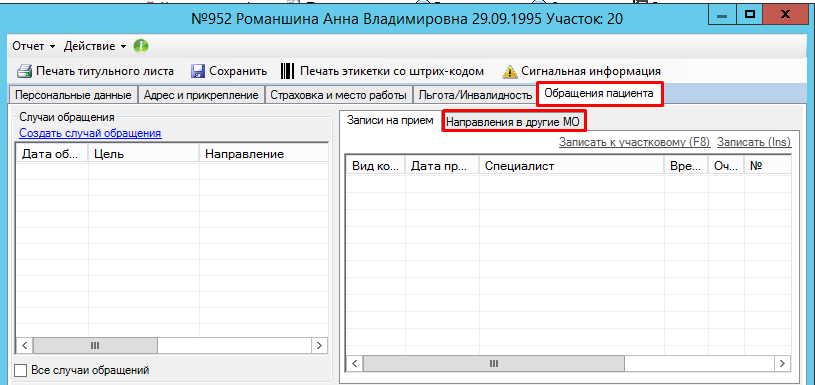 №952 Романшина Анна Владимировна 29.09.1995 Участок: 20
Отчет Действие
Печать титульного листа Сохранить Печать этикетки со штрих-кодом Сигнальная информация
Персональные данные Адрес и прикрепление Страховка и место работы Льгота/Инвалидность Обращения пациента
Случаи обращения
Создать случай обращения
Дата об... Цель Направление
Все случаи обращений
Записи на прием Направления в другие МО
Записать к участковому (F8) Записать (Ins)
Вид ко... Дата пр... Специалист Вре... Оч... №